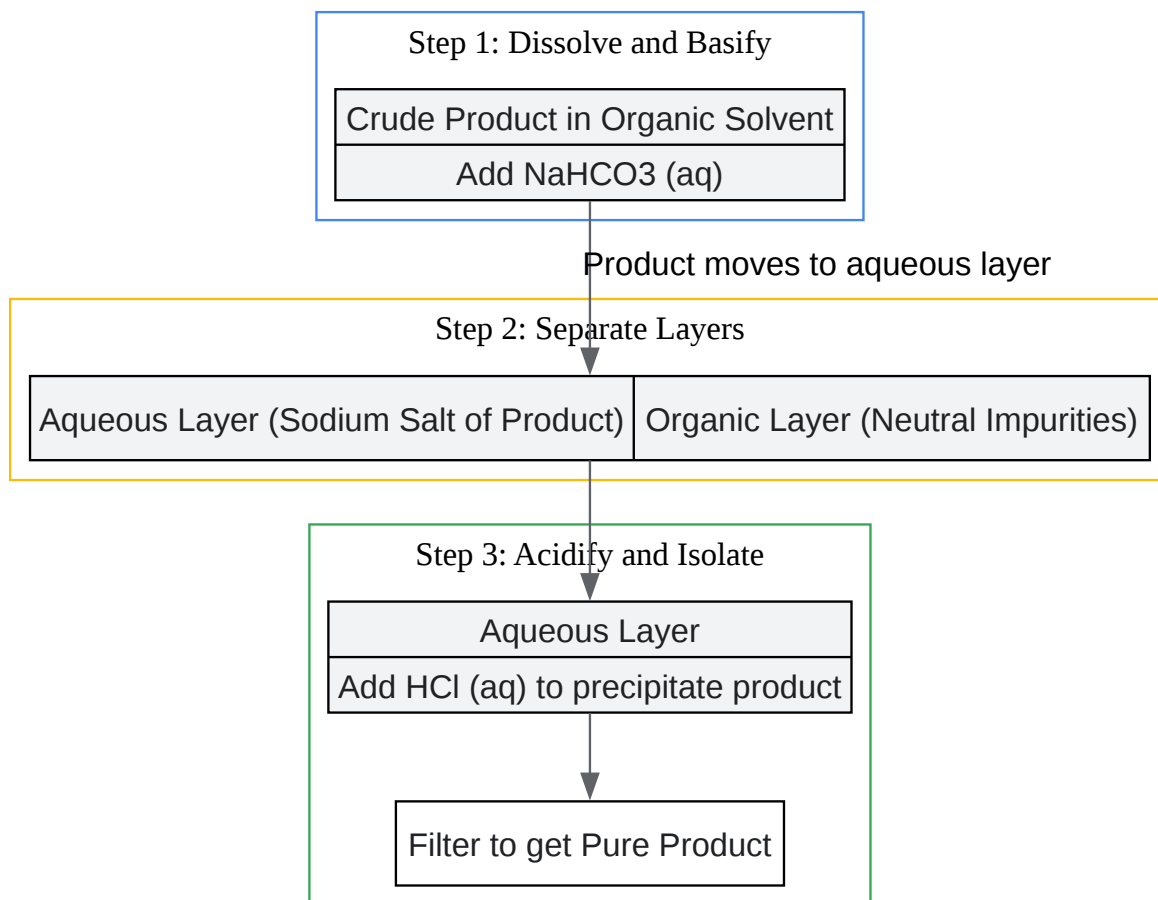 Step 1: Dissolve and Basify
Crude Product in Organic Solvent
Add NaHCO3 (aq)
Product moves to aqueous layer
Step 2: Separate Layers
Aqueous Layer (Sodium Salt of Product)
Organic Layer (Neutral Impurities)
Step 3: Acidify and Isolate
Aqueous Layer
Add HCl (aq) to precipitate product
Filter to get Pure Product